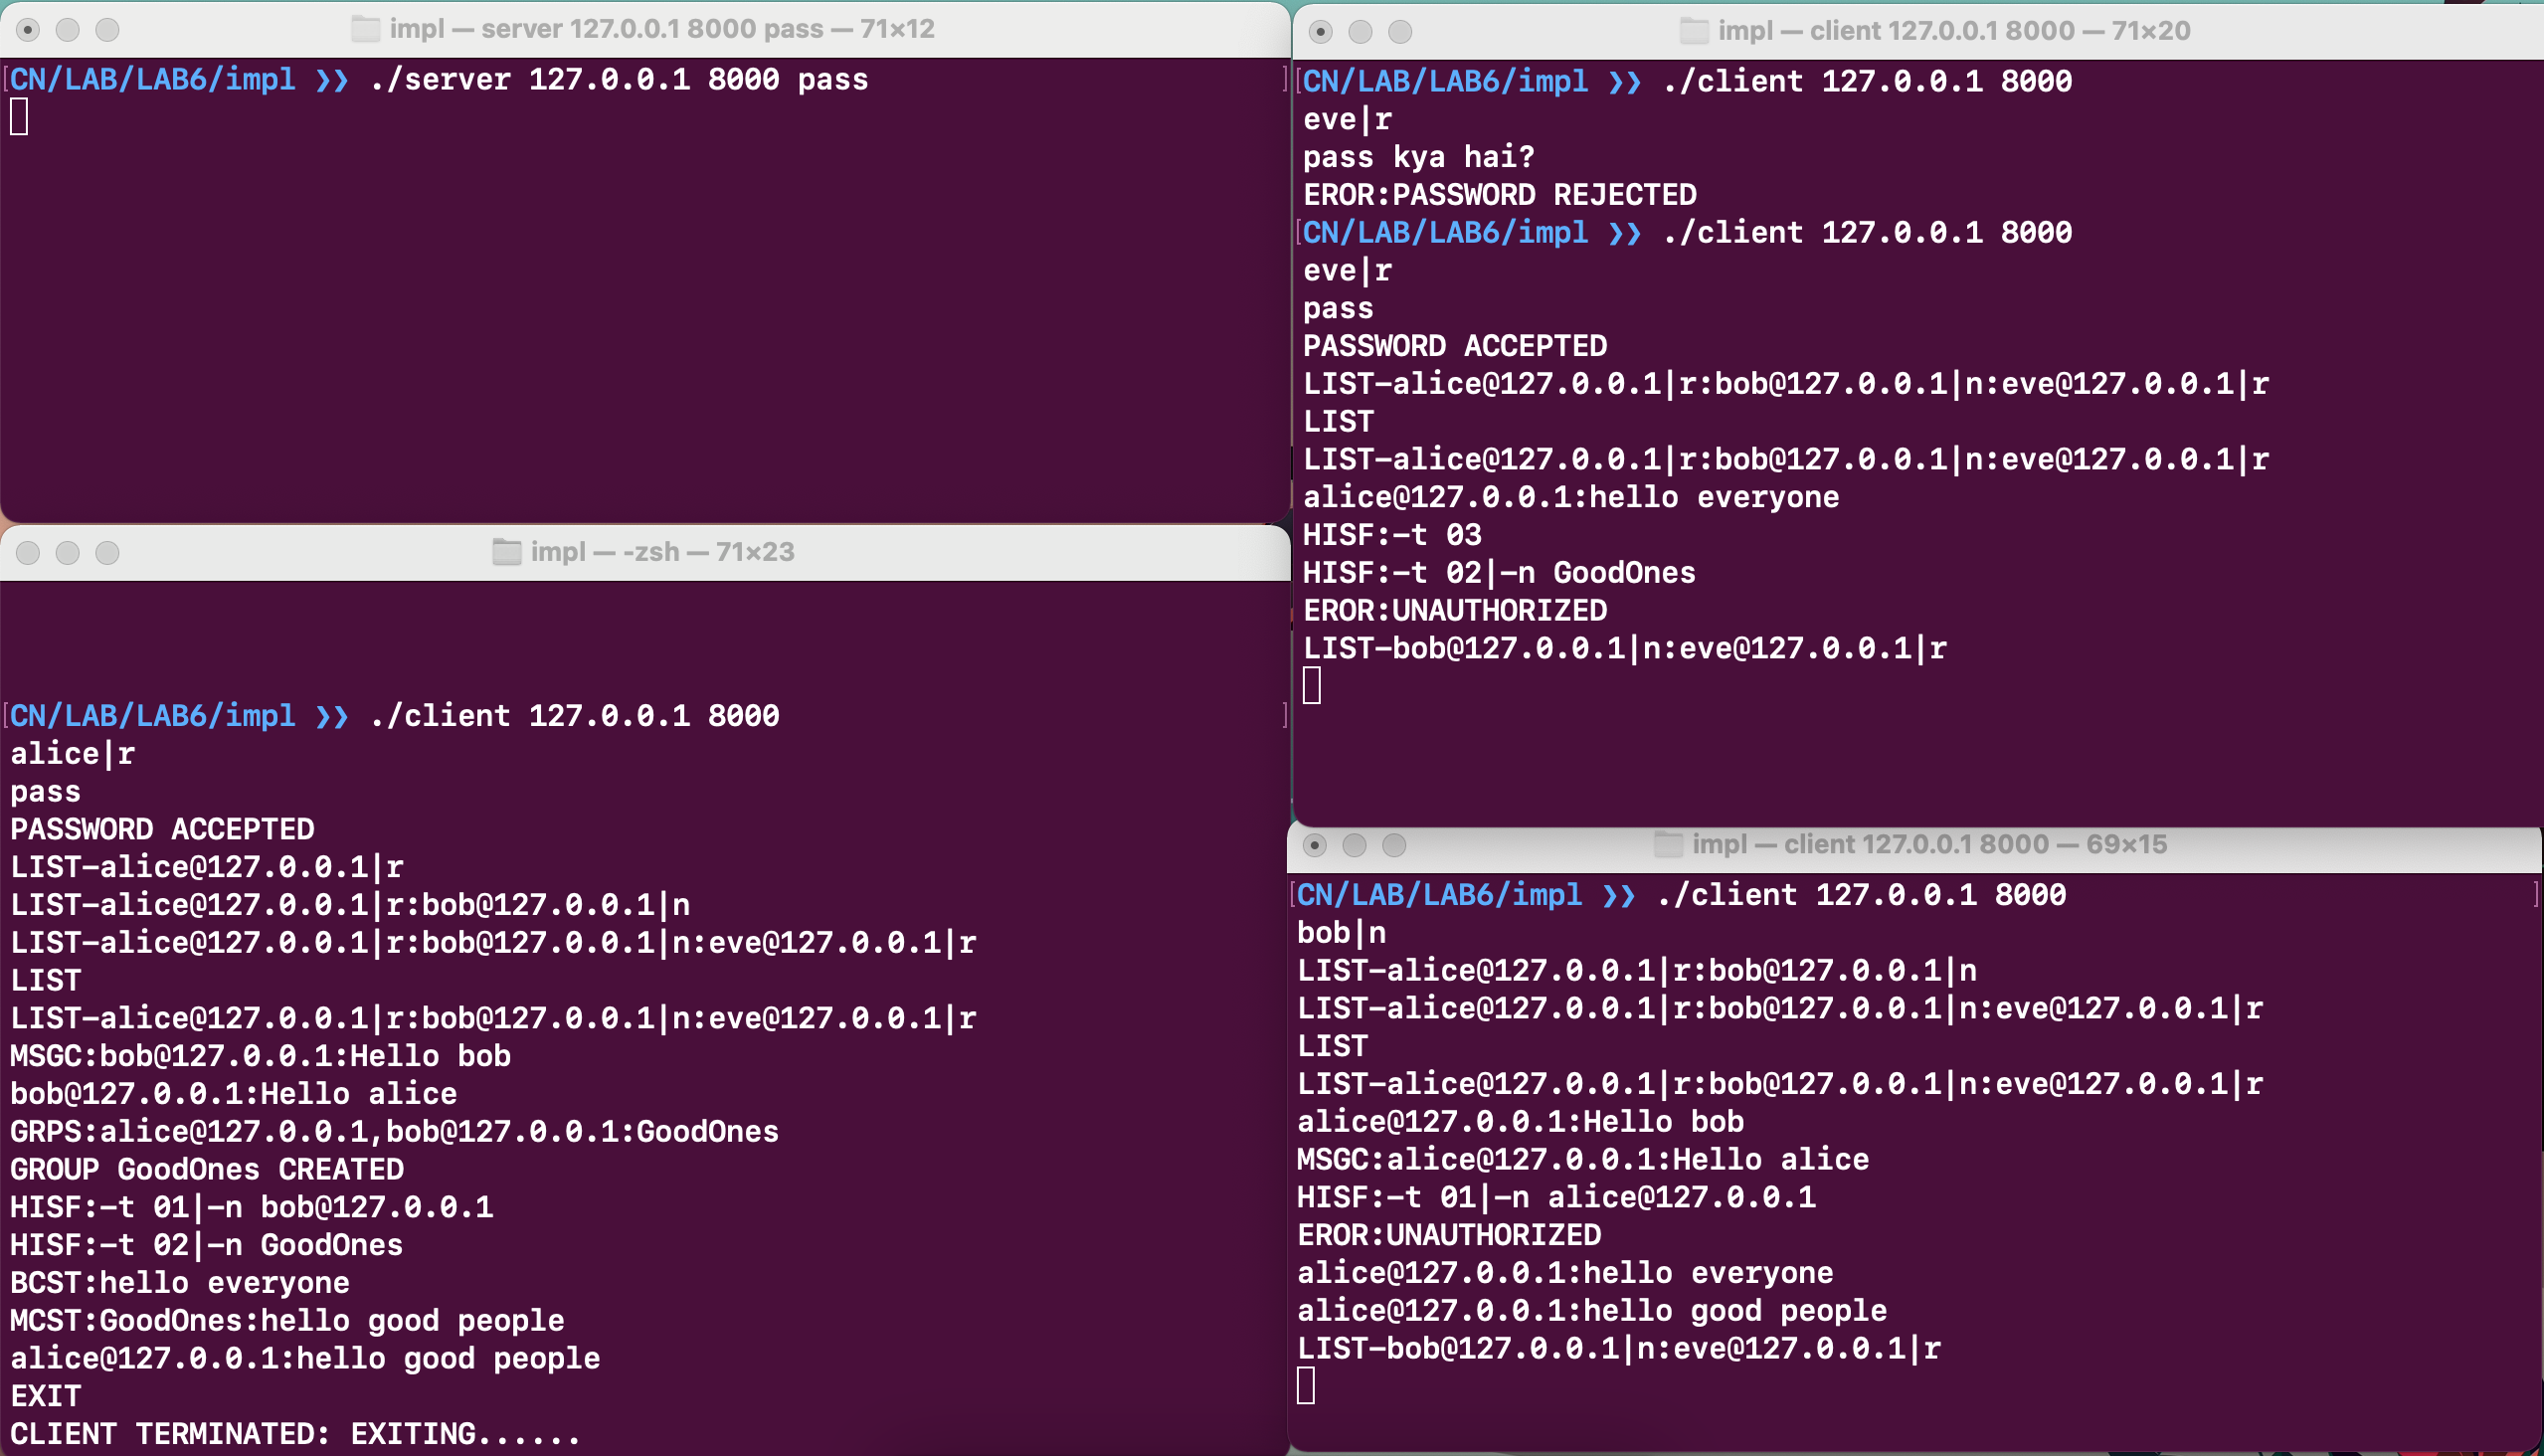 impl — server 127.0.0.1 8000 pass — 71×12
CN/LAB/LAB6/impl ❯❯ ./server 127.0.0.1 8000 pass
impl — -zsh — 71×23
CN/LAB/LAB6/impl ❯❯ ./client 127.0.0.1 8000
alice|r
pass
PASSWORD ACCEPTED
LIST-alice@127.0.0.1|r
LIST-alice@127.0.0.1|r:bob@127.0.0.1|n
LIST-alice@127.0.0.1|r:bob@127.0.0.1|n:eve@127.0.0.1|r
LIST
LIST-alice@127.0.0.1|r:bob@127.0.0.1|n:eve@127.0.0.1|r
MSGC:bob@127.0.0.1:Hello bob
bob@127.0.0.1:Hello alice
GRPS:alice@127.0.0.1,bob@127.0.0.1:GoodOnes
GROUP GoodOnes CREATED
HISF:-t 01|-n bob@127.0.0.1
HISF:-t 02|-n GoodOnes
BCST:hello everyone
MCST:GoodOnes:hello good people
alice@127.0.0.1:hello good people
EXIT
CLIENT TERMINATED: EXITING......
impl — client 127.0.0.1 8000 — 71×20
CN/LAB/LAB6/impl ❯❯ ./client 127.0.0.1 8000
eve|r
pass kya hai?
EROR:PASSWORD REJECTED
CN/LAB/LAB6/impl ❯❯ ./client 127.0.0.1 8000
eve|r
pass
PASSWORD ACCEPTED
LIST-alice@127.0.0.1|r:bob@127.0.0.1|n:eve@127.0.0.1|r
LIST
LIST-alice@127.0.0.1|r:bob@127.0.0.1|n:eve@127.0.0.1|r
alice@127.0.0.1:hello everyone
HISF:-t 03
HISF:-t 02|-n GoodOnes
EROR:UNAUTHORIZED
LIST-bob@127.0.0.1|n:eve@127.0.0.1|r
impl — client 127.0.0.1 8000 — 69×15
CN/LAB/LAB6/impl ❯❯ ./client 127.0.0.1 8000
bob|n
LIST-alice@127.0.0.1|r:bob@127.0.0.1|n
LIST-alice@127.0.0.1|r:bob@127.0.0.1|n:eve@127.0.0.1|r
LIST
LIST-alice@127.0.0.1|r:bob@127.0.0.1|n:eve@127.0.0.1|r
alice@127.0.0.1:Hello bob
MSGC:alice@127.0.0.1:Hello alice
HISF:-t 01|-n alice@127.0.0.1
EROR:UNAUTHORIZED
alice@127.0.0.1:hello everyone
alice@127.0.0.1:hello good people
LIST-bob@127.0.0.1|n:eve@127.0.0.1|r